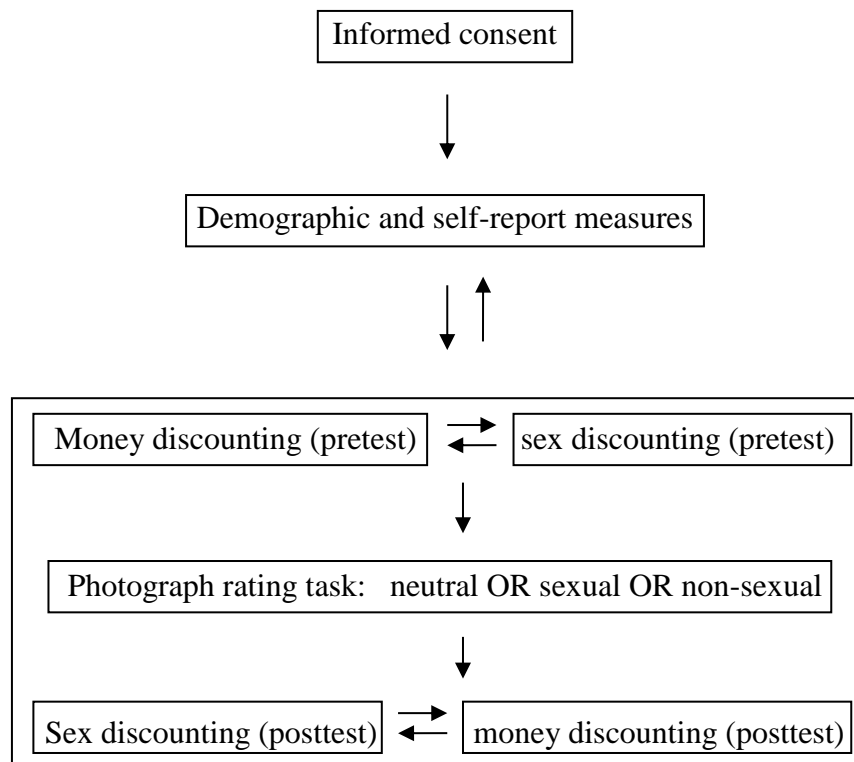 Informed consent
Demographic and self-report measures
Money discounting (pretest) sex discounting (pretest)
Photograph rating task: neutral OR sexual OR non-sexual
Sex discounting (posttest) money discounting (posttest)